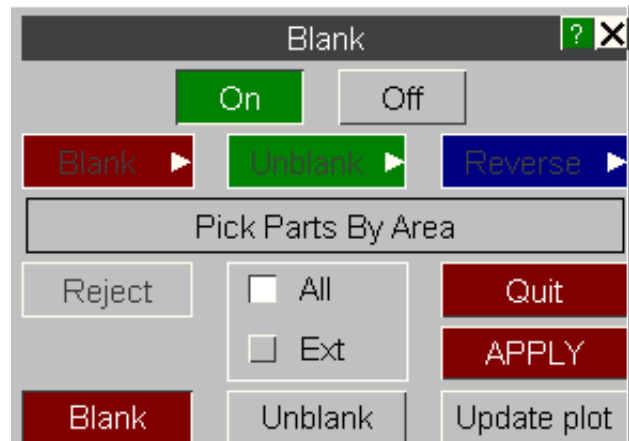 Blank ?
On Off
Blank Unblank Reverse
Pick Parts By Area
Reject All Quit
Ext APPLY
Blank Unblank Update plot